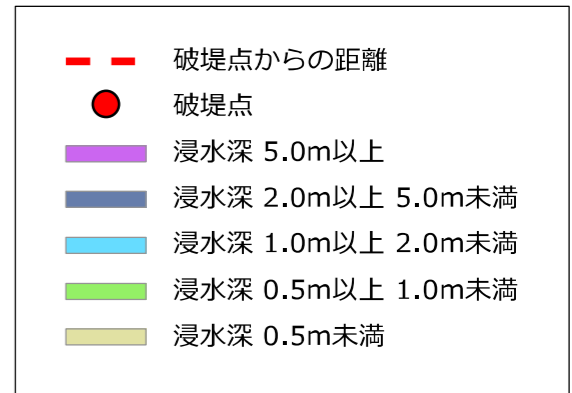 破堤点からの距離
破堤点
浸水深 5.0m以上
浸水深 2.0m以上 5.0m未満
浸水深 1.0m以上 2.0m未満
浸水深 0.5m以上 1.0m未満
浸水深 0.5m未満